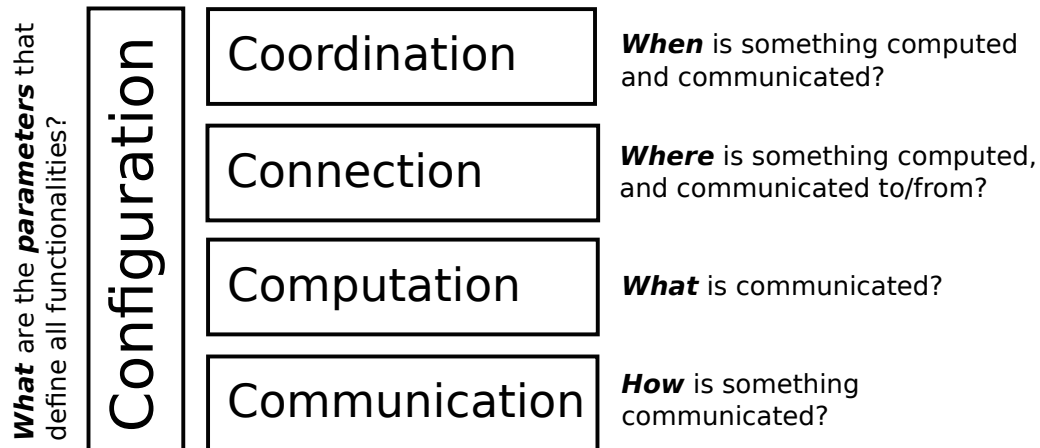 What are the parameters that
define all functionalities?
Configuration
Coordination
When is something computed
and communicated?
Connection
Where is something computed,
and communicated to/from?
Computation
What is communicated?
Communication
How is something
communicated?